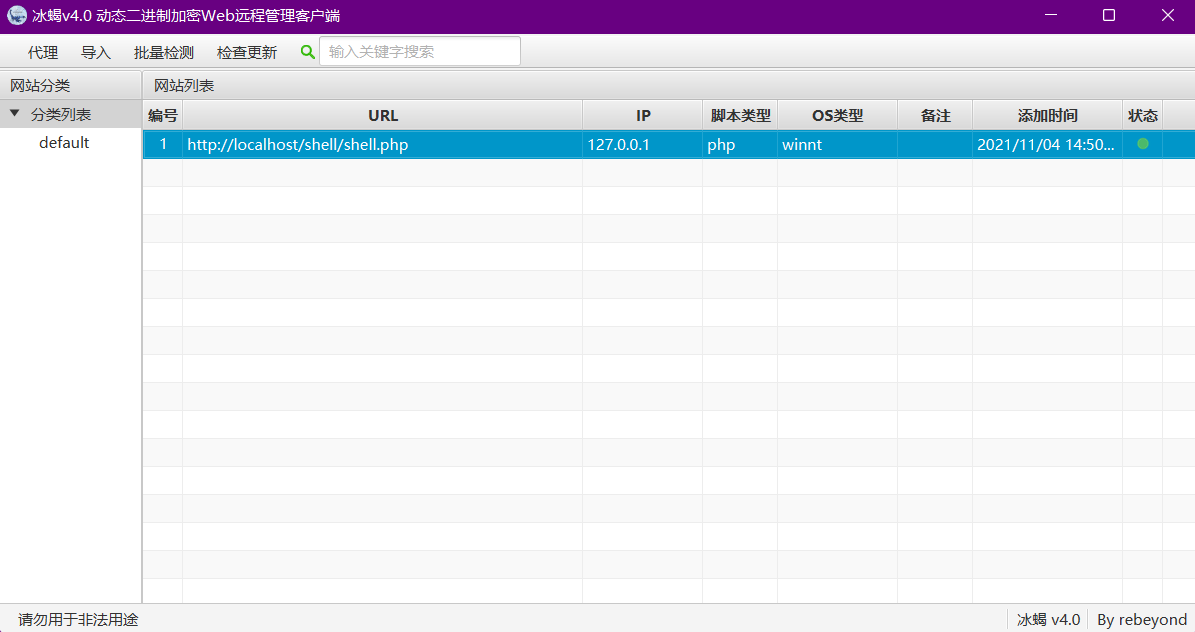 冰蝎v4.0 动态二进制加密Web远程管理客户端
代理 导入 批量检测 检查更新 输入关键字搜索
网站分类 网站列表
分类列表 编号 URL IP 脚本类型 OS类型 备注 添加时间 状态
default 1 http://localhost/shell/shell.php 127.0.0.1 php winnt 2021/11/04 14:50...
请勿用于非法用途 冰蝎 v4.0 By rebeyond